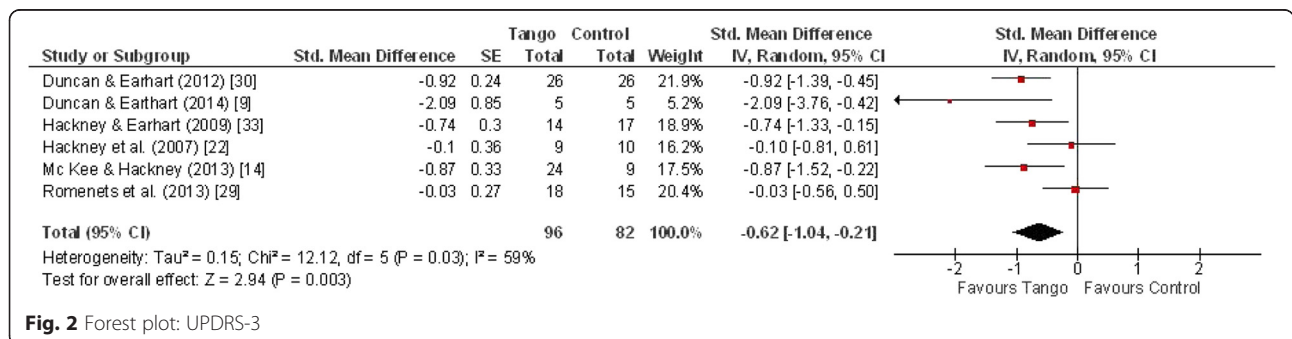 Tango Control Std. Mean Difference Std. Mean Difference
Study or Subgroup Std. Mean Difference SE Total Total Weight IV, Random, 95% CI IV, Random, 95% CI
Duncan & Earhart (2012) [30] -0.92 0.24 26 26 21.9% -0.92 [-1.39, -0.45]
Duncan & Earthart (2014) [9] -2.09 0.85 5 5 5.2% -2.09 [-3.76, -0.42]
Hackney & Earhart (2009) [33] -0.74 0.3 14 17 18.9% -0.74 [-1.33, -0.15]
Hackney et al. (2007) [22] -0.1 0.36 9 10 16.2% -0.10 [-0.81, 0.61]
Mc Kee & Hackney (2013) [14] -0.87 0.33 24 9 17.5% -0.87 [-1.52, -0.22]
Romenets et al. (2013) [29] -0.03 0.27 18 15 20.4% -0.03 [-0.56, 0.50]
Total (95% CI) 96 82 100.0% -0.62 [-1.04, -0.21]
Heterogeneity: Tau² = 0.15; Chi² = 12.12, df = 5 (P = 0.03); I² = 59%
Test for overall effect: Z = 2.94 (P = 0.003)
-2 -1 0 1 2
Favours Tango Favours Control
Fig. 2 Forest plot: UPDRS-3